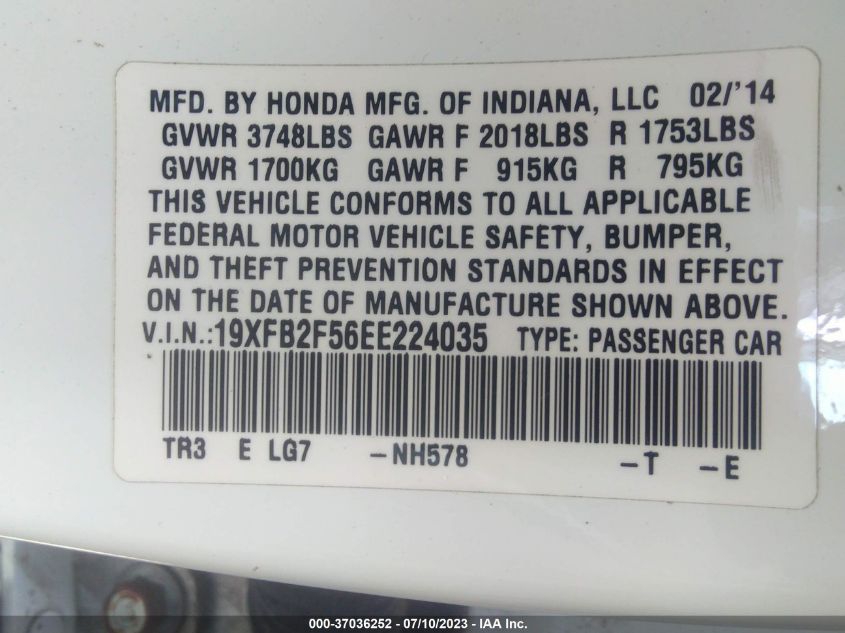 MFD. BY HONDA MFG. OF INDIANA, LLC 02/'14
GVWR 3748LBS GAWR F 2018LBS R 1753LBS
GVWR 1700KG GAWR F 915KG R 795KG
THIS VEHICLE CONFORMS TO ALL APPLICABLE
FEDERAL MOTOR VEHICLE SAFETY, BUMPER,
AND THEFT PREVENTION STANDARDS IN EFFECT
ON THE DATE OF MANUFACTURE SHOWN ABOVE.
V.I.N.:19XFB2F56EE224035 TYPE: PASSENGER CAR
TR3 E LG7 -NH578 -T -E
000-37036252 - 07/10/2023 - IAA Inc.